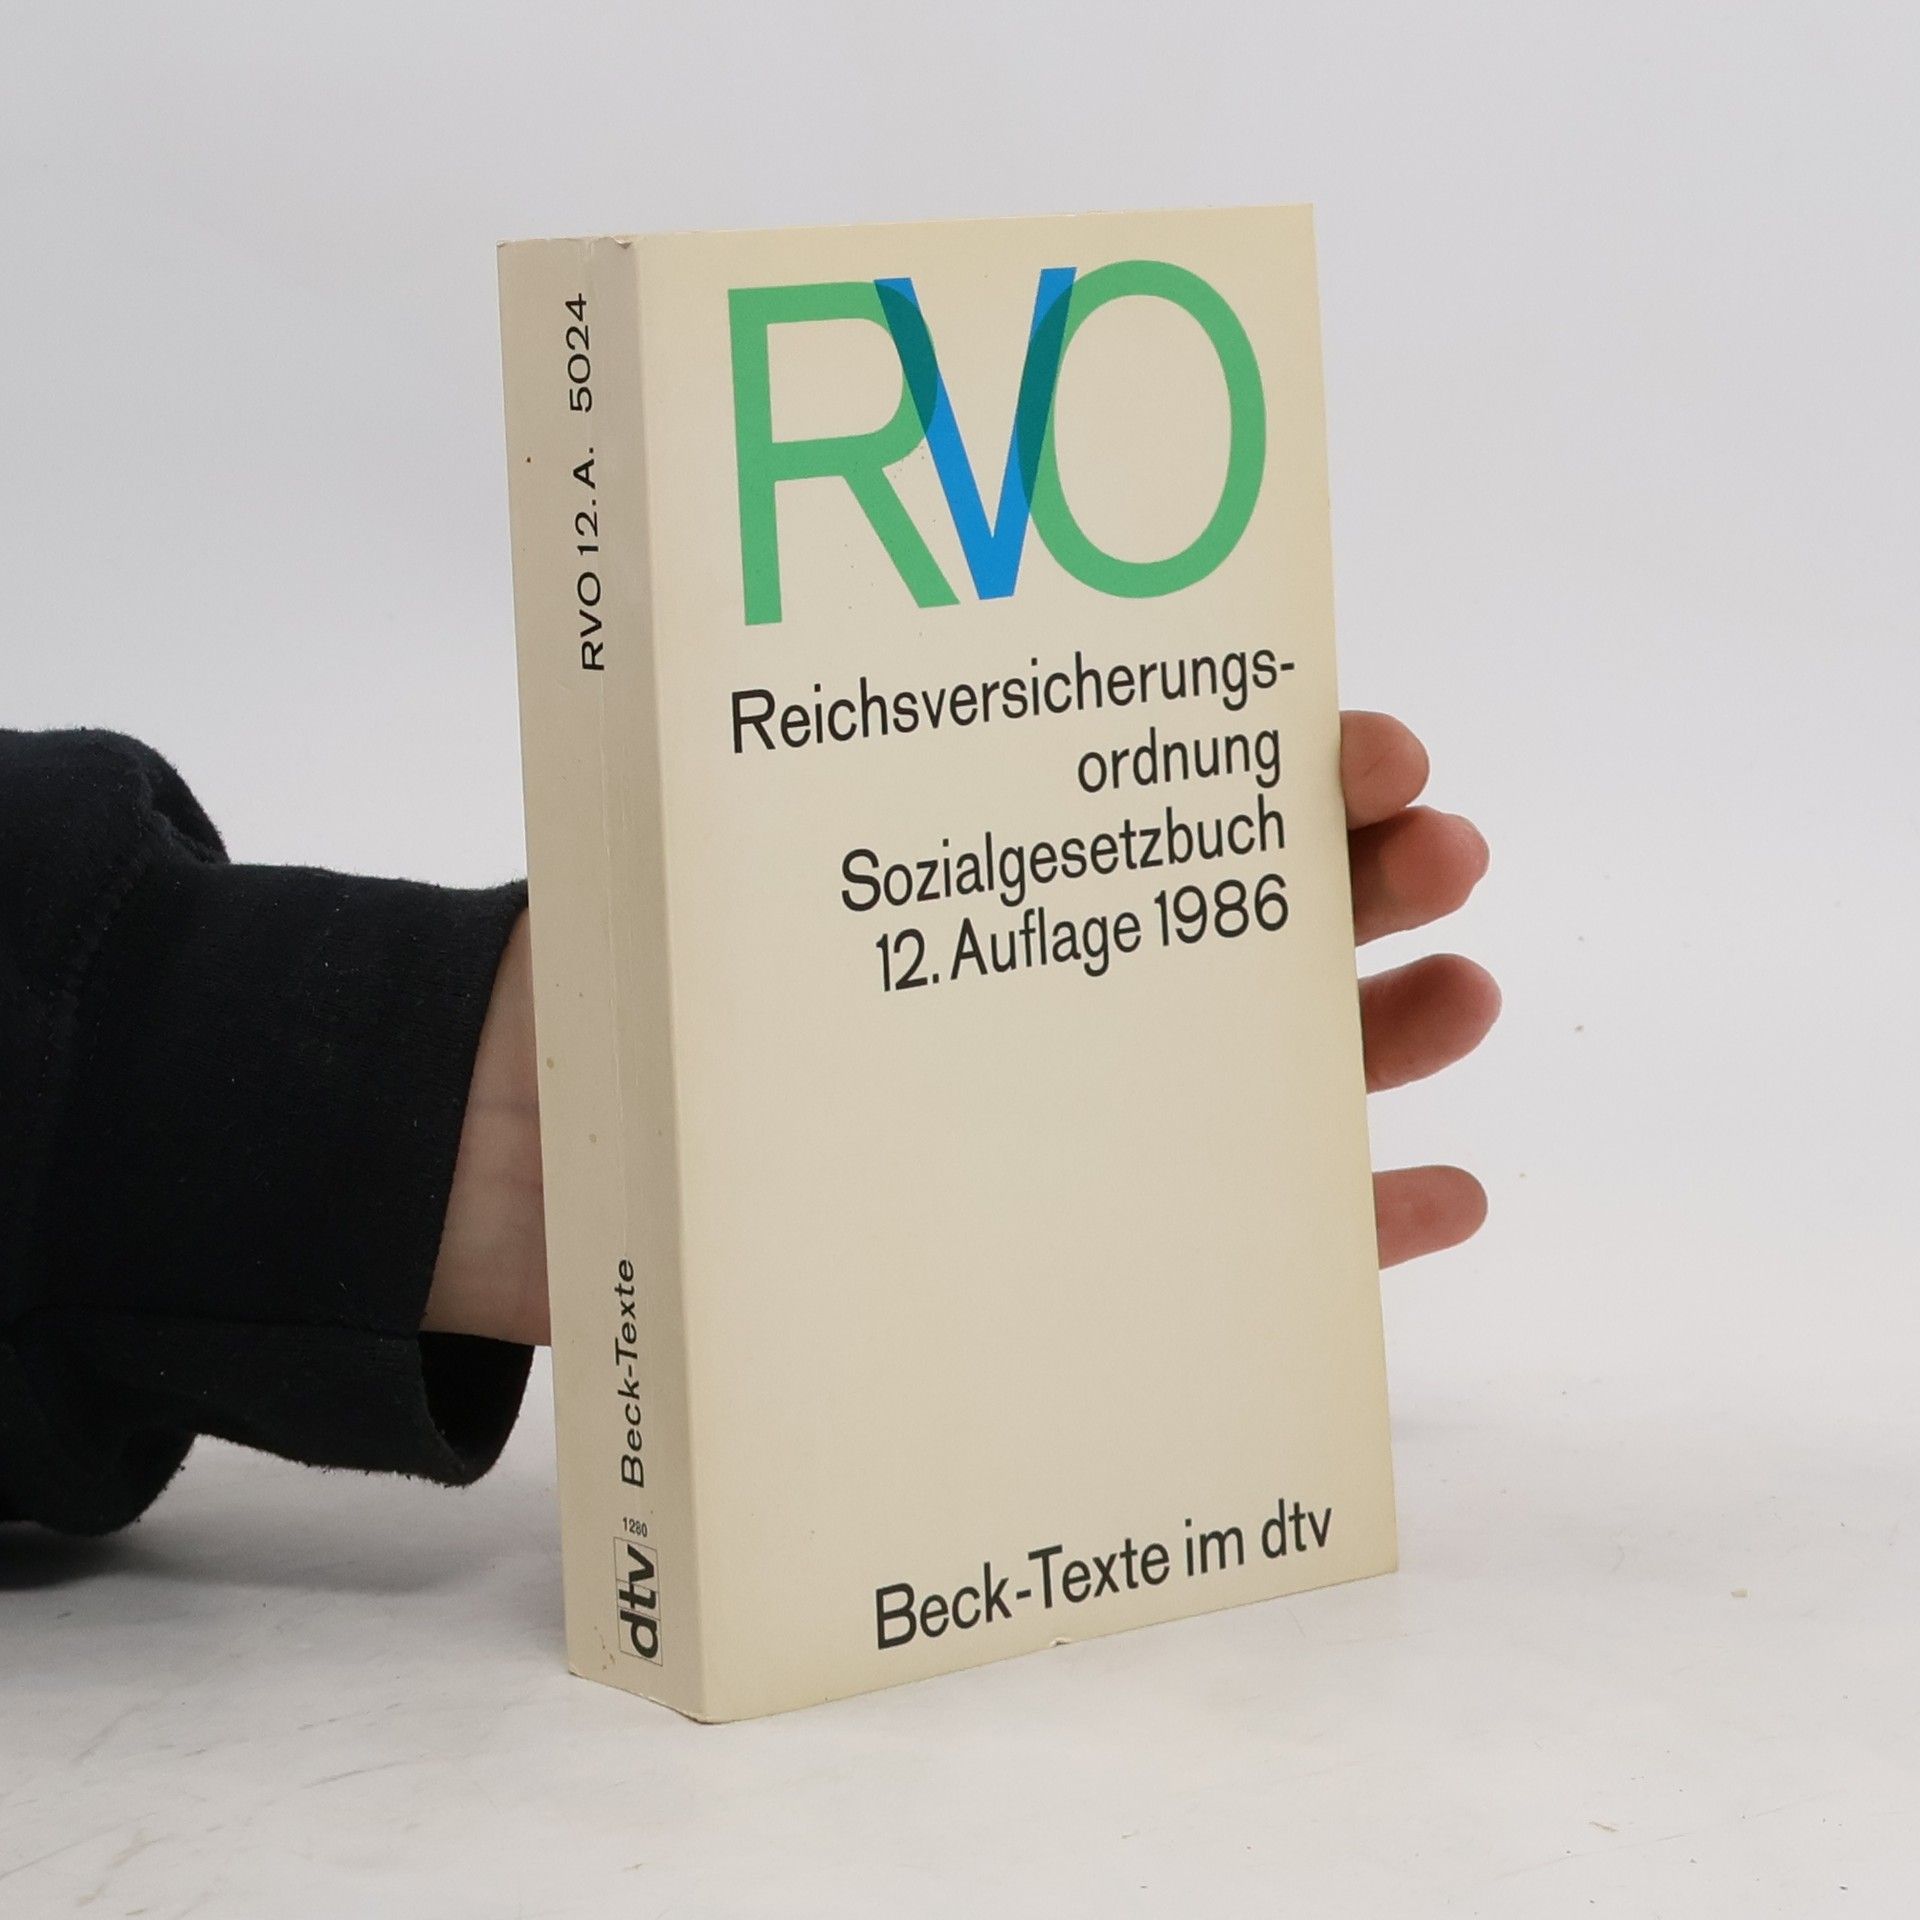 RVO 12. A. 5024
Beck-Texte
1280
dtv
RVO
Reichsversicherungs-
ordnung
Sozialgesetzbuch
12. Auflage 1986
Beck-Texte im dtv